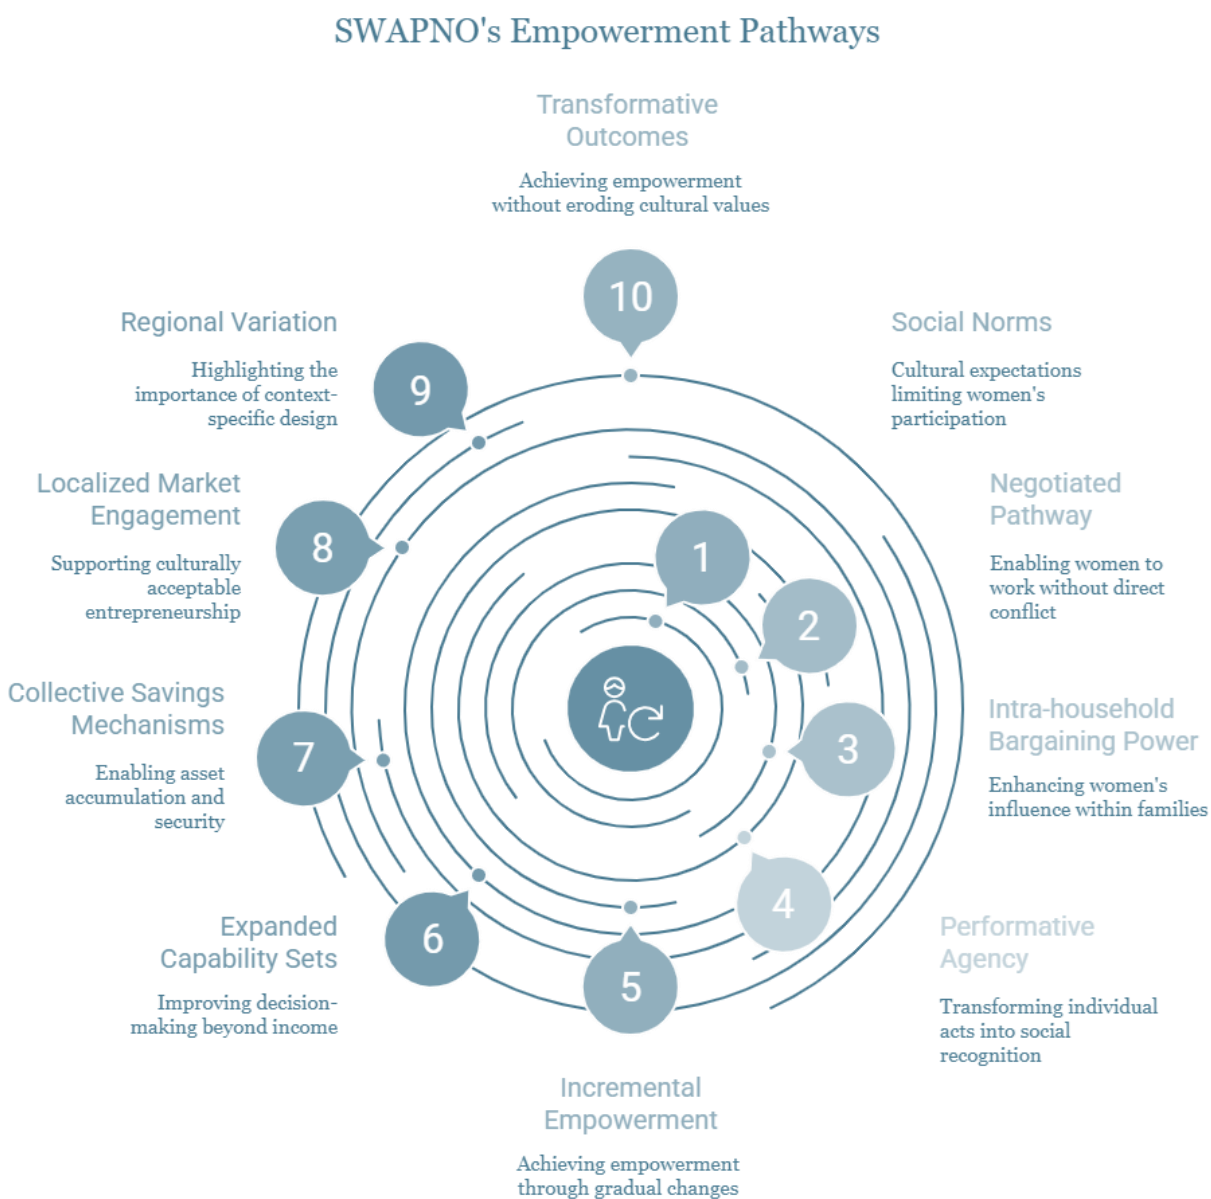 SWAPNO's Empowerment Pathways
Transformative
Outcomes
Achieving empowerment
without eroding cultural values
10
Social Norms
Cultural expectations
limiting women's
participation
1
Negotiated
Pathway
Enabling women to
work without direct
conflict
2
Intra-household
Bargaining Power
Enhancing women's
influence within families
3
Performative
Agency
Transforming individual
acts into social
recognition
4
Incremental
Empowerment
Achieving empowerment
through gradual changes
5
Expanded
Capability Sets
Improving decision-
making beyond income
6
Collective Savings
Mechanisms
Enabling asset
accumulation and
security
7
Localized Market
Engagement
Supporting culturally
acceptable
entrepreneurship
8
Regional Variation
Highlighting the
importance of context-
specific design
9